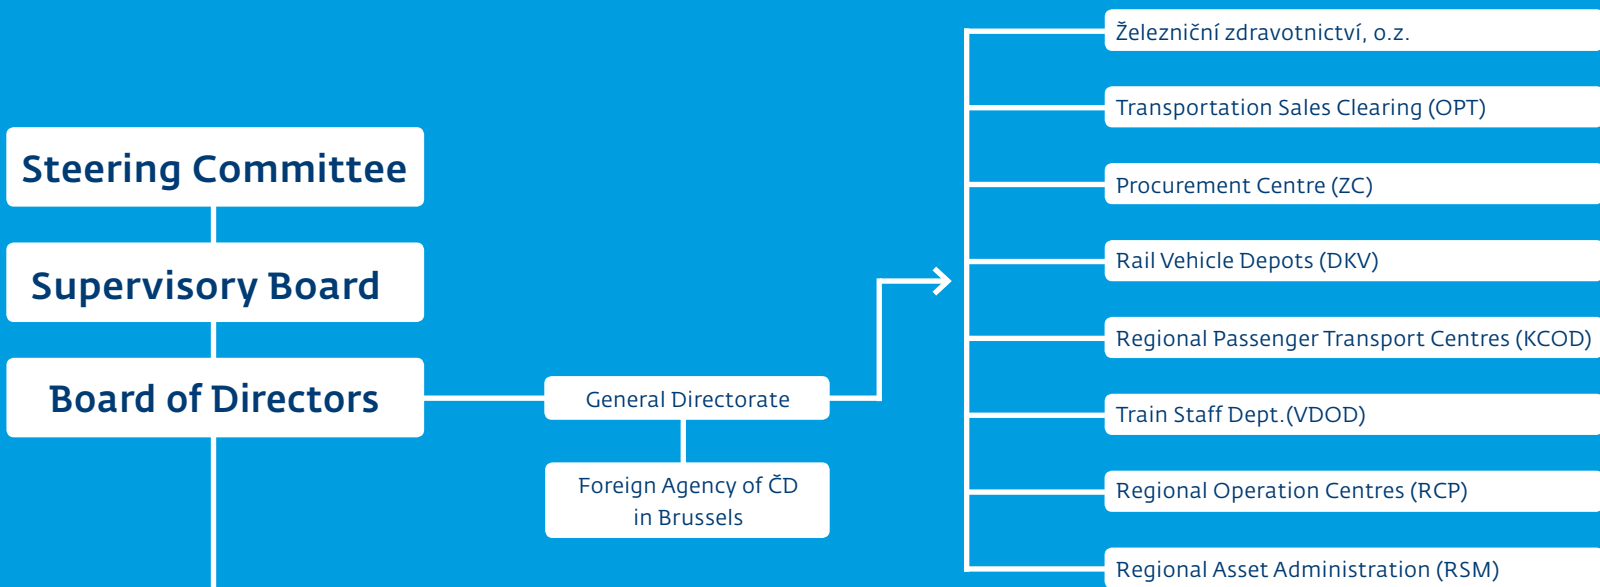 Steering Committee
Supervisory Board
Board of Directors
General Directorate
Foreign Agency of ČD
in Brussels
Železniční zdravotnictví, o.z.
Transportation Sales Clearing (OPT)
Procurement Centre (ZC)
Rail Vehicle Depots (DKV)
Regional Passenger Transport Centres (KCOD)
Train Staff Dept.(VDOD)
Regional Operation Centres (RCP)
Regional Asset Administration (RSM)